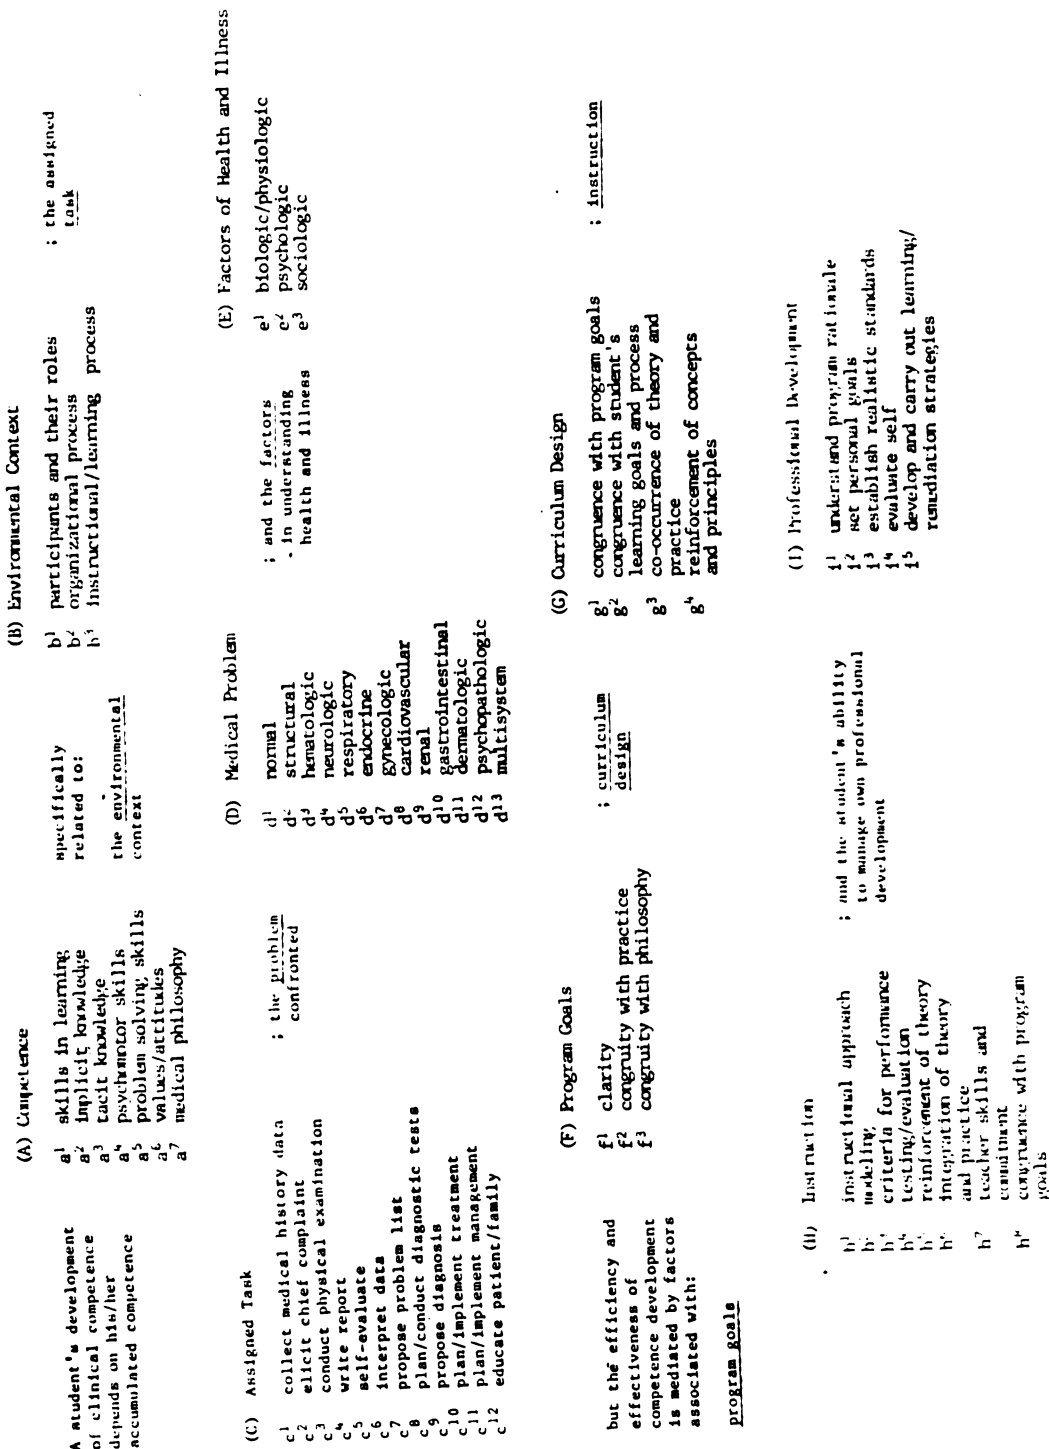 A student's development
of clinical competence
depends on his/her
accumulated competence
(A) Competence
a1 skills in learning
a2 implicit knowledge
a3 tacit knowledge
a4 psychomotor skills
a5 problem solving skills
a6 values/attitudes
a7 medical philosophy
specifically
related to:
the environmental
context
(B) Environmental Context
b1 participants and their roles
b2 organizational process
b3 instructional/learning process
; the assigned
task
(C) Assigned Task
c1 collect medical history data
c2 elicit chief complaint
c3 conduct physical examination
c4 write report
c5 self-evaluate
c6 interpret data
c7 propose problem list
c8 plan/conduct diagnostic tests
c9 propose diagnosis
c10 plan/implement treatment
c11 plan/implement management
c12 educate patient/family
; the problem
confronted
(D) Medical Problem
d1 normal
d2 structural
d3 hematologic
d4 neurologic
d5 respiratory
d6 endocrine
d7 gynecologic
d8 cardiovascular
d9 renal
d10 gastrointestinal
d11 dermatologic
d12 psychopathologic
d13 multisystem
; and the factors
- in understanding
health and illness
(E) Factors of Health and Illness
e1 biologic/physiologic
e2 psychologic
e3 sociologic
but the efficiency and
effectiveness of
competence development
is mediated by factors
associated with:
program goals
(F) Program Goals
f1 clarity
f2 congruity with practice
f3 congruity with philosophy
; curriculum
design
(G) Curriculum Design
g1 congruence with program goals
g2 congruence with student's
learning goals and process
g3 co-occurrence of theory and
practice
g4 reinforcement of concepts
and principles
; instruction
(H) Instruction
h1 instructional approach
h2 modeling
h3 criteria for performance
h4 testing/evaluation
h5 reinforcement of theory
h6 integration of theory
and practice
h7 teacher skills and
commitment
h8 congruence with program
goals
; and the student's ability
to manage own professional
development
(I) Professional Development
i1 understand program rationale
i2 set personal goals
i3 establish realistic standards
i4 evaluate self
i5 develop and carry out learning/
remediation strategies